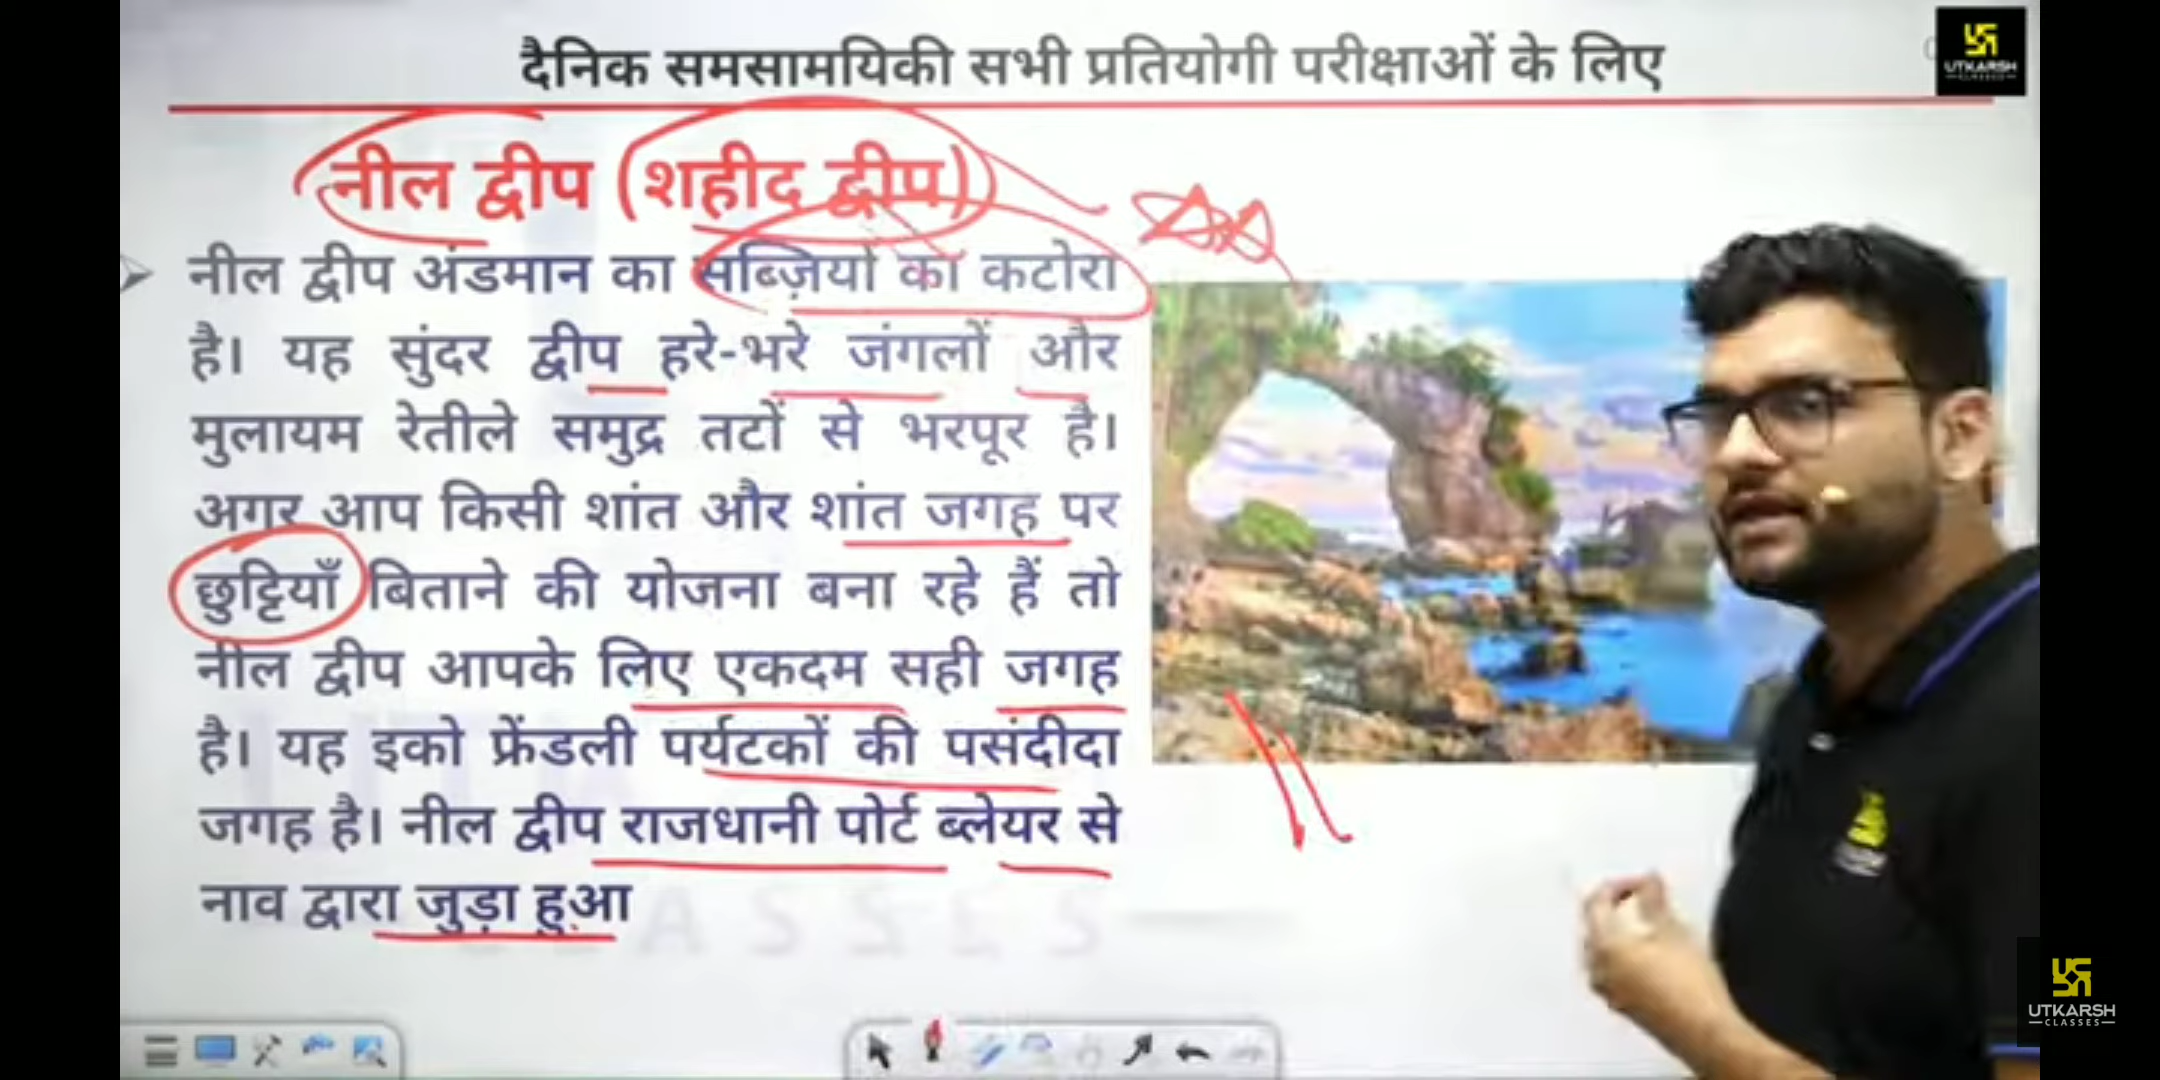 दैनिक समसामयिकी सभी प्रतियोगी परीक्षाओं के लिए
UTKARSH
CLASSES
नील द्वीप (शहीद द्वीप)
नील द्वीप अंडमान का सब्ज़ियों का कटोरा
है। यह सुंदर द्वीप हरे-भरे जंगलों और
मुलायम रेतीले समुद्र तटों से भरपूर है।
अगर आप किसी शांत और शांत जगह पर
छुट्टियाँ बिताने की योजना बना रहे हैं तो
नील द्वीप आपके लिए एकदम सही जगह
है। यह इको फ्रेंडली पर्यटकों की पसंदीदा
जगह है। नील द्वीप राजधानी पोर्ट ब्लेयर से
नाव द्वारा जुड़ा हुआ
UTKARSH
CLASSES